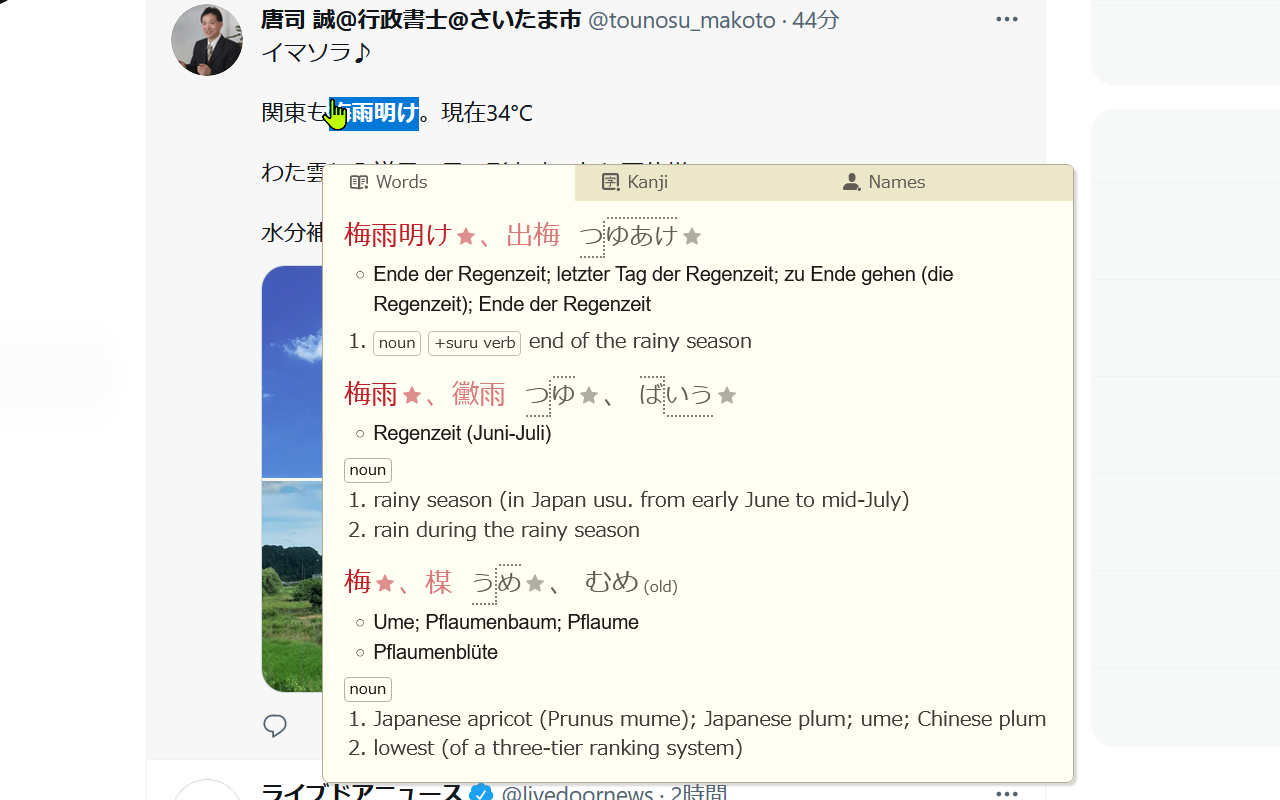 唐司 誠@行政書士@さいたま市 @tounosu_makoto · 44分
イマソラ♪
関東も梅雨明け。現在34℃
わた雲
水分補
Words
Kanji
Names
梅雨明け★、出梅 つゆあけ★
Ende der Regenzeit; letzter Tag der Regenzeit; zu Ende gehen (die
Regenzeit); Ende der Regenzeit
1. noun +suru verb end of the rainy season
梅雨★、黴雨 つゆ★、ばいう★
Regenzeit (Juni-Juli)
noun
1. rainy season (in Japan usu. from early June to mid-July)
2. rain during the rainy season
梅★、楳 うめ★、むめ (old)
Ume; Pflaumenbaum; Pflaume
Pflaumenblüte
noun
1. Japanese apricot (Prunus mume); Japanese plum; ume; Chinese plum
2. lowest (of a three-tier ranking system)
ライブドアニュース @livedoornews · 2時間